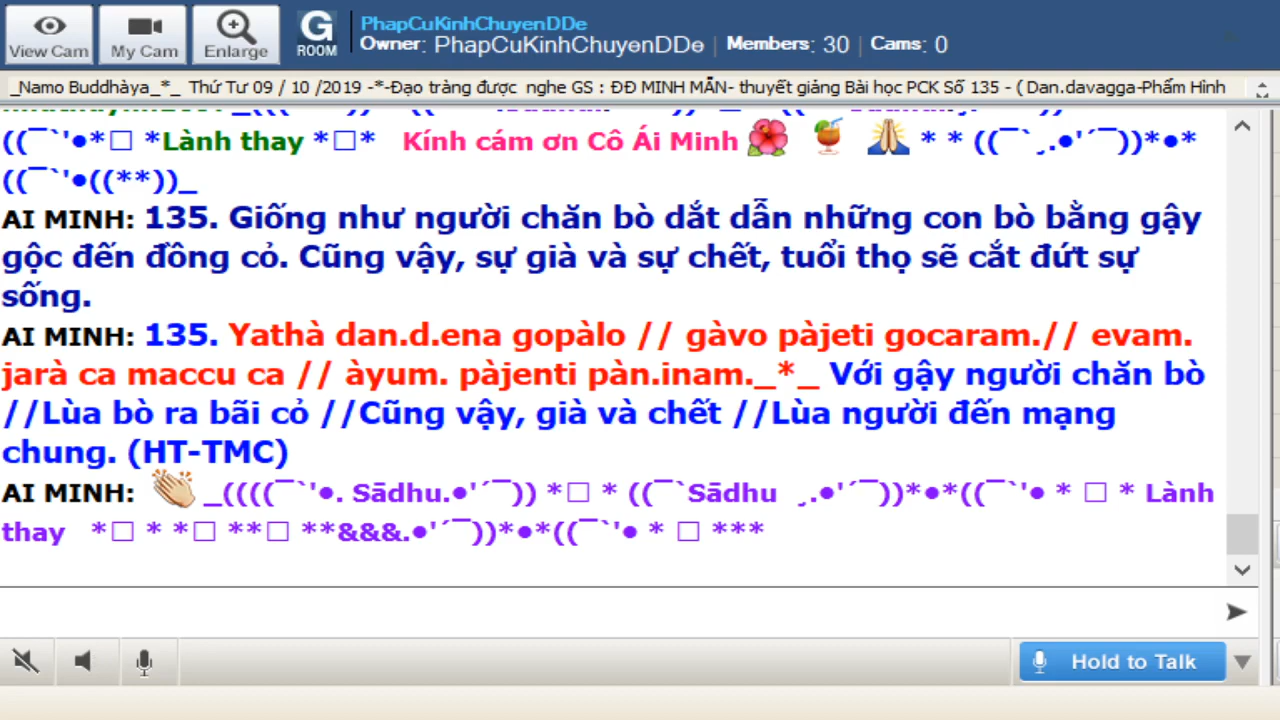 View Cam
My Cam
Enlarge
G
ROOM
PhapCuKinhChuyenDDe
Owner: PhapCuKinhChuyenDDe | Members: 30 | Cams: 0
_Namo Buddhàya_*_ Thứ Tư 09 / 10 /2019 -*-Đạo tràng được nghe GS : ĐĐ MINH MẪN- thuyết giảng Bài học PCK Số 135 - ( Dan.davagga-Phẩm Hình
((¯`'●*□ *Lành thay *□* Kính cám ơn Cô Ái Minh 🌺 🍹 🙏 * * ((¯`¸.●'´¯))*●*
((¯`'●((**))_
AI MINH: 135. Giống như người chăn bò dắt dẫn những con bò bằng gậy
gộc đến đồng cỏ. Cũng vậy, sự già và sự chết, tuổi thọ sẽ cắt đứt sự
sống.
AI MINH: 135. Yathà dan.d.ena gopàlo // gàvo pàjeti gocaram.// evam.
jarà ca maccu ca // àyum. pàjenti pàn.inam._*_ Với gậy người chăn bò
//Lùa bò ra bãi cỏ //Cũng vậy, già và chết //Lùa người đến mạng
chung. (HT-TMC)
AI MINH: 👏 _((((¯`'●. Sādhu.●'´¯)) *□ * ((¯`Sādhu ¸.●'´¯))*●*((¯`'● * □ * Lành
thay *□ * *□ **□ **&&&.●'´¯))*●*((¯`'● * □ ***
Hold to Talk